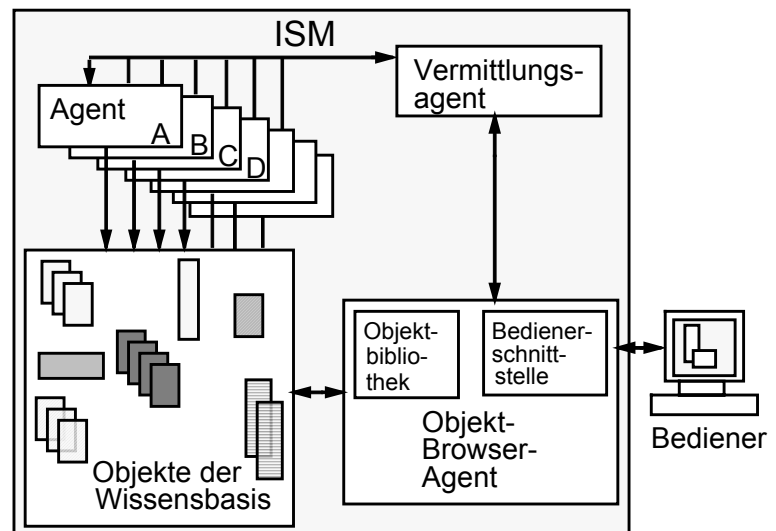 ISM
Vermittlungs-
agent
Agent
A
B
C
D
Objekt-
biblio-
thek
Bediener-
schnitt-
stelle
Objekt-
Browser-
Agent
Bediener
Objekte der
Wissensbasis